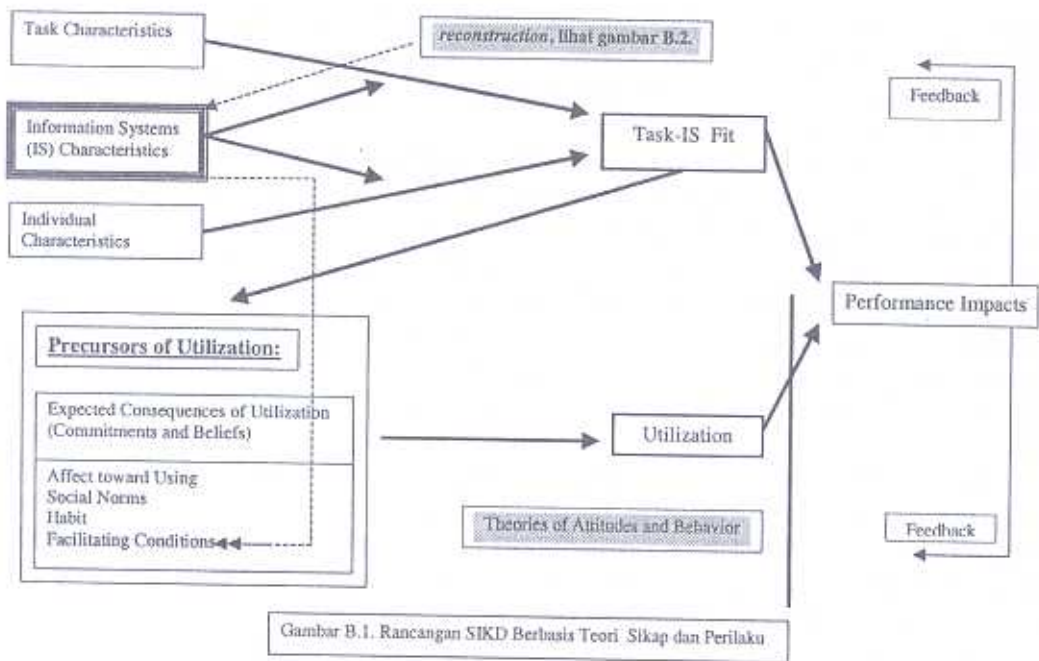 Task Characteristics
reconstruction, lihat gambar B.2.
Feedback
Information Systems
(IS) Characteristics
Task-IS Fit
Individual
Characteristics
Performance Impacts
Precursors of Utilization:
Expected Consequences of Utilization
(Commitments and Beliefs)
Utilization
Affect toward Using
Social Norms
Habit
Facilitating Conditions
Theories of Attitudes and Behavior
Feedback
Gambar B.1. Rancangan SIKD Berbasis Teori Sikap dan Perilaku